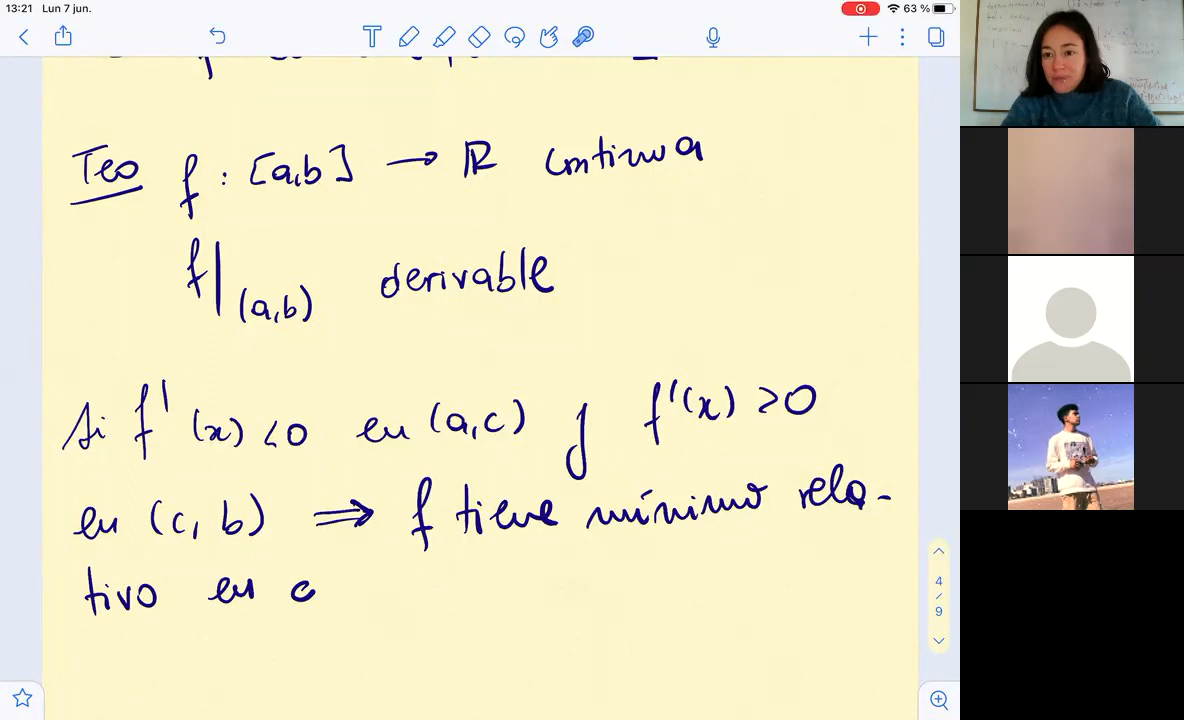 13:21 Lun 7 jun.
63 %
Teo f : [a,b] → ℝ continua
f|(a,b) derivable
Si f'(x) < 0 en (a,c) y f'(x) > 0
en (c, b) ⇒ f tiene mínimo rela-
tivo en c
4
/
9